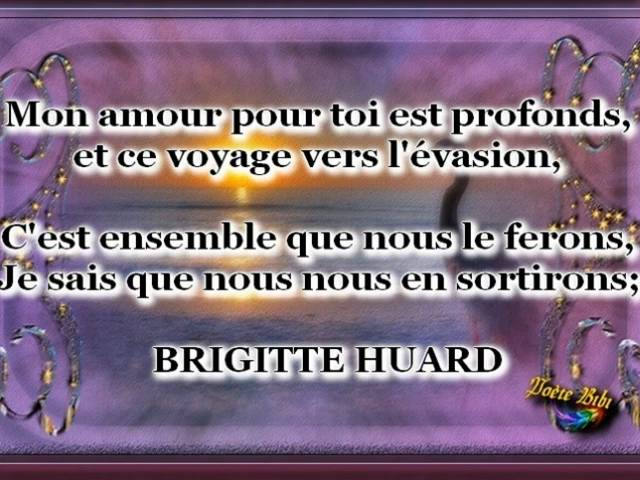 Mon amour pour toi est profonds,
et ce voyage vers l'évasion,
C'est ensemble que nous le ferons,
Je sais que nous nous en sortirons;
BRIGITTE HUARD
Poète Bibi